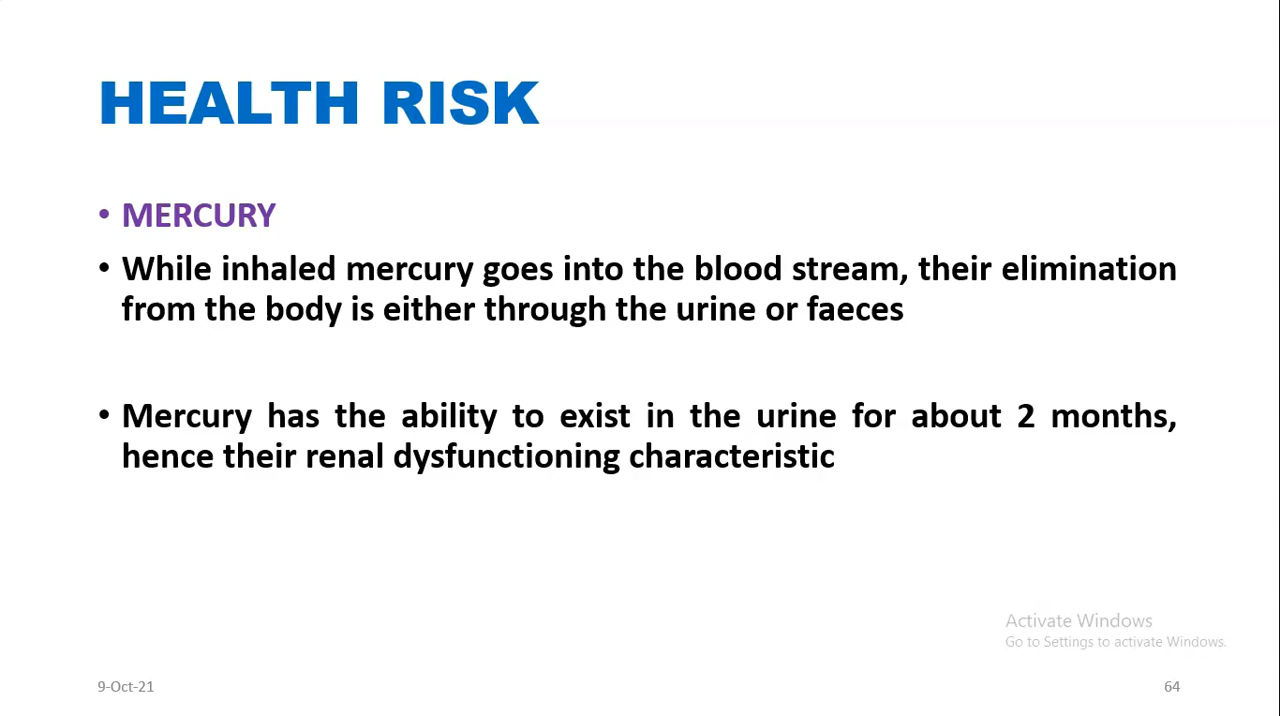 HEALTH RISK
• MERCURY
• While inhaled mercury goes into the blood stream, their elimination
from the body is either through the urine or faeces
• Mercury has the ability to exist in the urine for about 2 months,
hence their renal dysfunctioning characteristic
Activate Windows
Go to Settings to activate Windows.
9-Oct-21
64